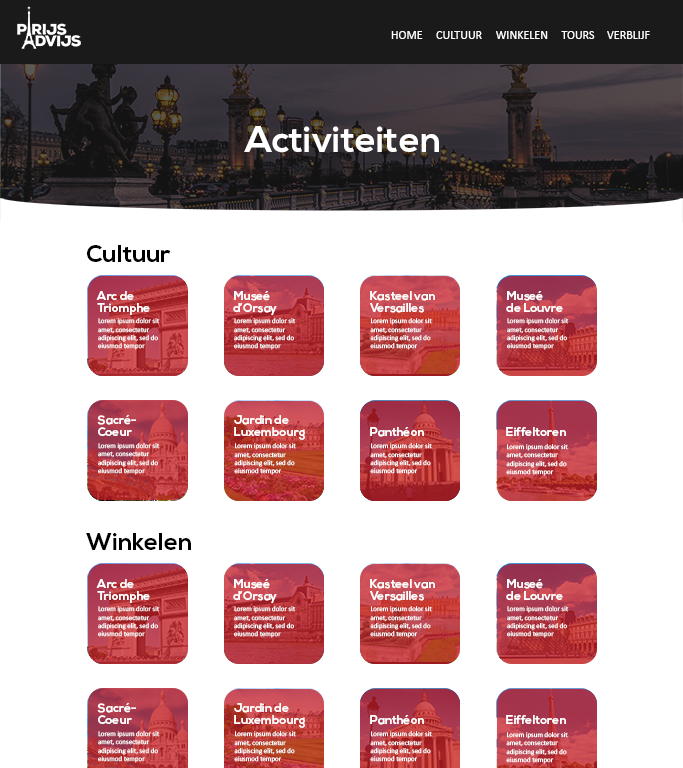 PARIJS
ADVIJS
HOME CULTUUR WINKELEN TOURS VERBLIJF
Activiteiten
Cultuur
Arc de
Triomphe
Lorem ipsum dolor sit
amet, consectetur
adipiscing elit, sed do
eiusmod tempor
Museé
d'Orsay
Lorem ipsum dolor sit
amet, consectetur
adipiscing elit, sed do
eiusmod tempor
Kasteel van
Versailles
Lorem ipsum dolor sit
amet, consectetur
adipiscing elit, sed do
eiusmod tempor
Museé
de Louvre
Lorem ipsum dolor sit
amet, consectetur
adipiscing elit, sed do
eiusmod tempor
Sacré-
Coeur
Lorem ipsum dolor sit
amet, consectetur
adipiscing elit, sed do
eiusmod tempor
Jardin de
Luxembourg
Lorem ipsum dolor sit
amet, consectetur
adipiscing elit, sed do
eiusmod tempor
Panthéon
Lorem ipsum dolor sit
amet, consectetur
adipiscing elit, sed do
eiusmod tempor
Eiffeltoren
Lorem ipsum dolor sit
amet, consectetur
adipiscing elit, sed do
eiusmod tempor
Winkelen
Arc de
Triomphe
Lorem ipsum dolor sit
amet, consectetur
adipiscing elit, sed do
eiusmod tempor
Museé
d'Orsay
Lorem ipsum dolor sit
amet, consectetur
adipiscing elit, sed do
eiusmod tempor
Kasteel van
Versailles
Lorem ipsum dolor sit
amet, consectetur
adipiscing elit, sed do
eiusmod tempor
Museé
de Louvre
Lorem ipsum dolor sit
amet, consectetur
adipiscing elit, sed do
eiusmod tempor
Sacré-
Coeur
Lorem ipsum dolor sit
amet, consectetur
adipiscing elit, sed do
eiusmod tempor
Jardin de
Luxembourg
Lorem ipsum dolor sit
amet, consectetur
adipiscing elit, sed do
eiusmod tempor
Panthéon
Lorem ipsum dolor sit
amet, consectetur
adipiscing elit, sed do
eiusmod tempor
Eiffeltoren
Lorem ipsum dolor sit
amet, consectetur
adipiscing elit, sed do
eiusmod tempor